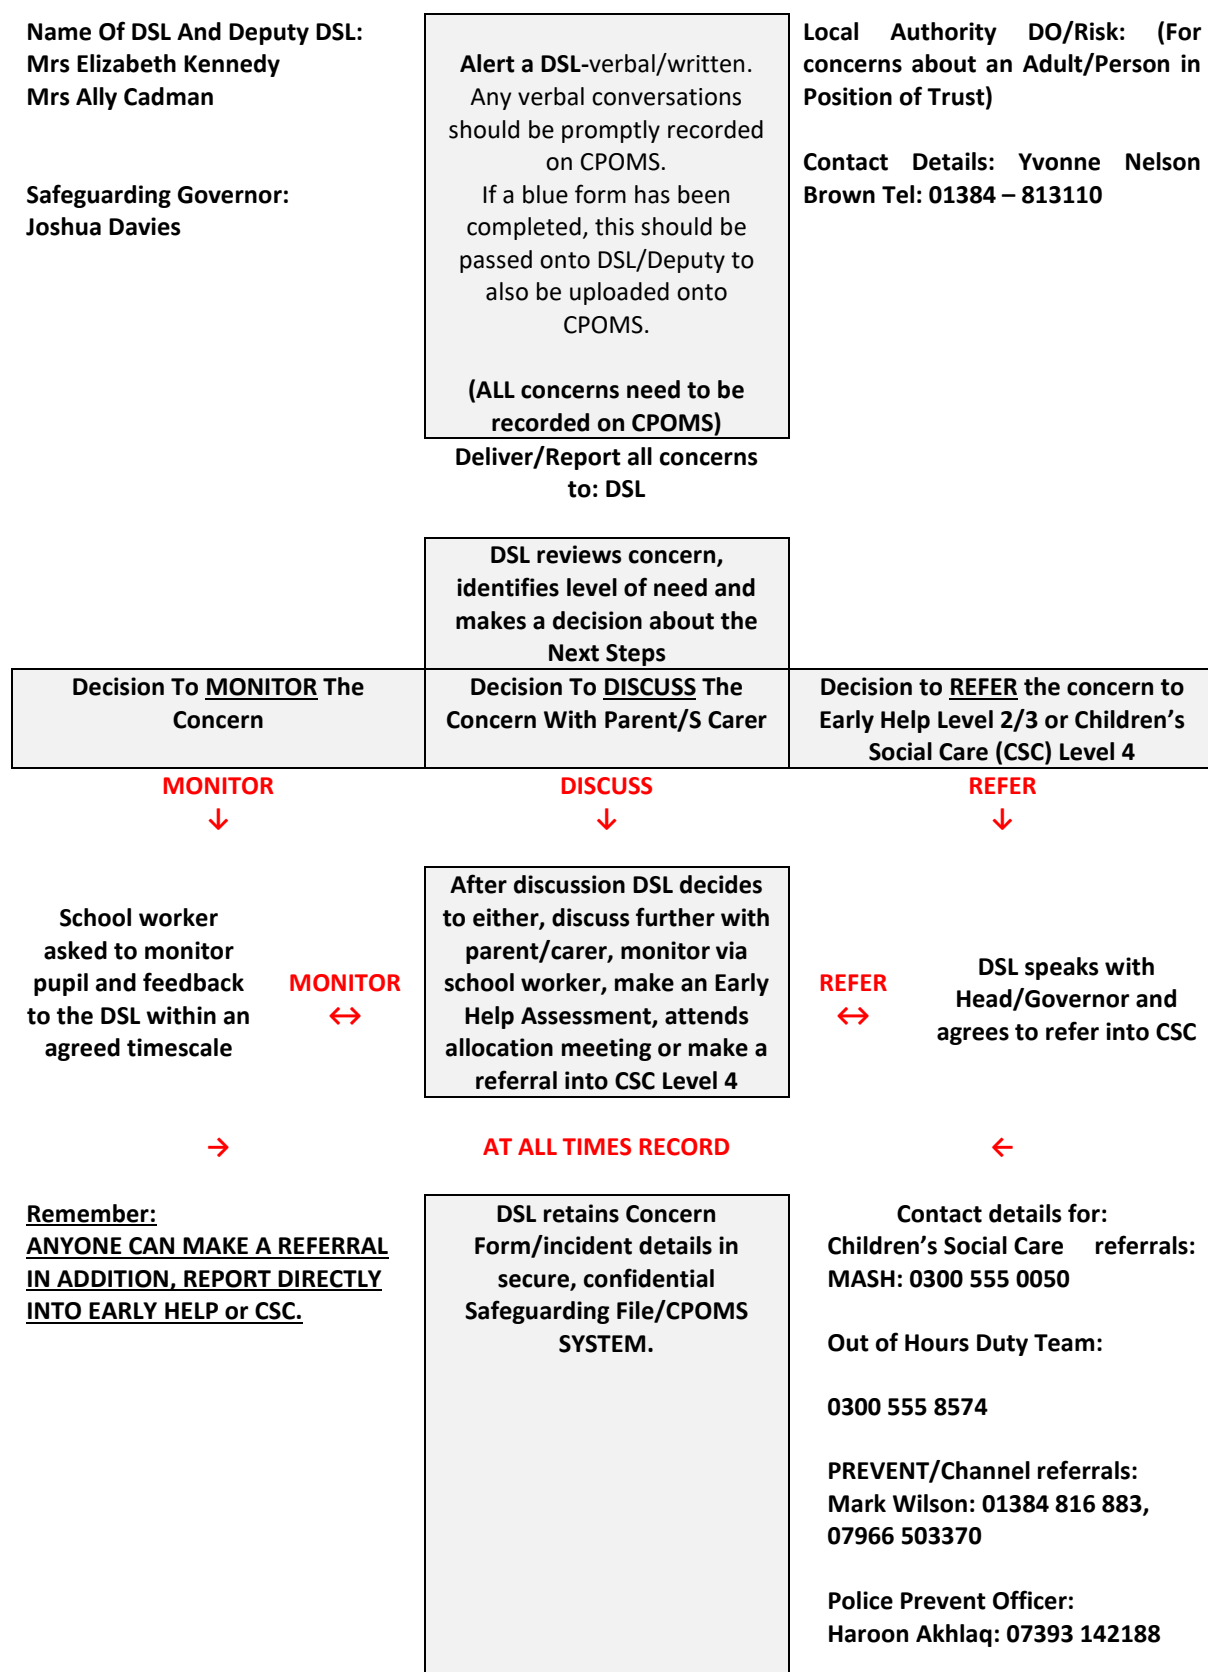 Name Of DSL And Deputy DSL:
Mrs Elizabeth Kennedy
Mrs Ally Cadman
Safeguarding Governor:
Joshua Davies
Alert a DSL-verbal/written.
Any verbal conversations
should be promptly recorded
on CPOMS.
If a blue form has been
completed, this should be
passed onto DSL/Deputy to
also be uploaded onto
CPOMS.
(ALL concerns need to be
recorded on CPOMS)
Local Authority DO/Risk: (For
concerns about an Adult/Person in
Position of Trust)
Contact Details: Yvonne Nelson
Brown Tel: 01384 – 813110
Deliver/Report all concerns
to: DSL
DSL reviews concern,
identifies level of need and
makes a decision about the
Next Steps
Decision To MONITOR The
Concern
Decision To DISCUSS The
Concern With Parent/S Carer
Decision to REFER the concern to
Early Help Level 2/3 or Children’s
Social Care (CSC) Level 4
MONITOR
↓
DISCUSS
↓
REFER
↓
School worker
asked to monitor
pupil and feedback
to the DSL within an
agreed timescale
MONITOR
↔
After discussion DSL decides
to either, discuss further with
parent/carer, monitor via
school worker, make an Early
Help Assessment, attends
allocation meeting or make a
referral into CSC Level 4
REFER
↔
DSL speaks with
Head/Governor and
agrees to refer into CSC
→ AT ALL TIMES RECORD ←
Remember:
ANYONE CAN MAKE A REFERRAL
IN ADDITION, REPORT DIRECTLY
INTO EARLY HELP or CSC.
DSL retains Concern
Form/incident details in
secure, confidential
Safeguarding File/CPOMS
SYSTEM.
Contact details for:
Children’s Social Care referrals:
MASH: 0300 555 0050
Out of Hours Duty Team:
0300 555 8574
PREVENT/Channel referrals:
Mark Wilson: 01384 816 883,
07966 503370
Police Prevent Officer:
Haroon Akhlaq: 07393 142188